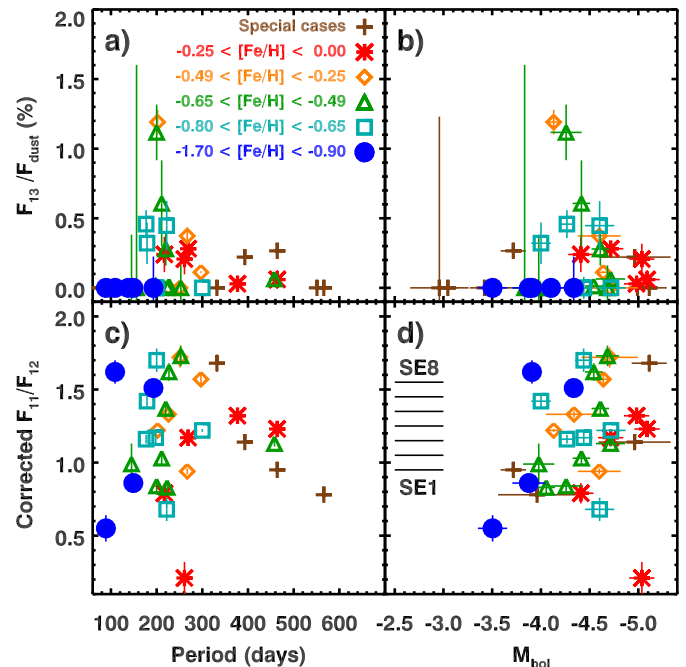 a)
Special cases
-0.25 < [Fe/H] < 0.00
-0.49 < [Fe/H] < -0.25
-0.65 < [Fe/H] < -0.49
-0.80 < [Fe/H] < -0.65
-1.70 < [Fe/H] < -0.90
b)
2.0
1.5
1.0
0.5
0.0
F13/Fdust (%)
c)
d)
SE8
SE1
2.0
1.5
1.0
0.5
Corrected F11/F12
100 200 300 400 500 600
-2.5 -3.0 -3.5 -4.0 -4.5 -5.0
Period (days)
Mbol